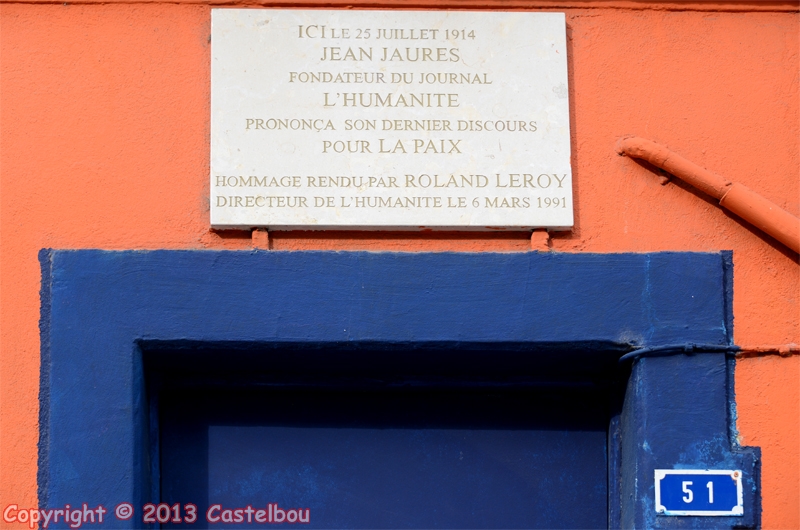 ICI LE 25 JUILLET 1914
JEAN JAURES
FONDATEUR DU JOURNAL
L'HUMANITE
PRONONÇA SON DERNIER DISCOURS
POUR LA PAIX
HOMMAGE RENDU PAR ROLAND LEROY
DIRECTEUR DE L'HUMANITE LE 6 MARS 1991
51
Copyright © 2013 Castelbou